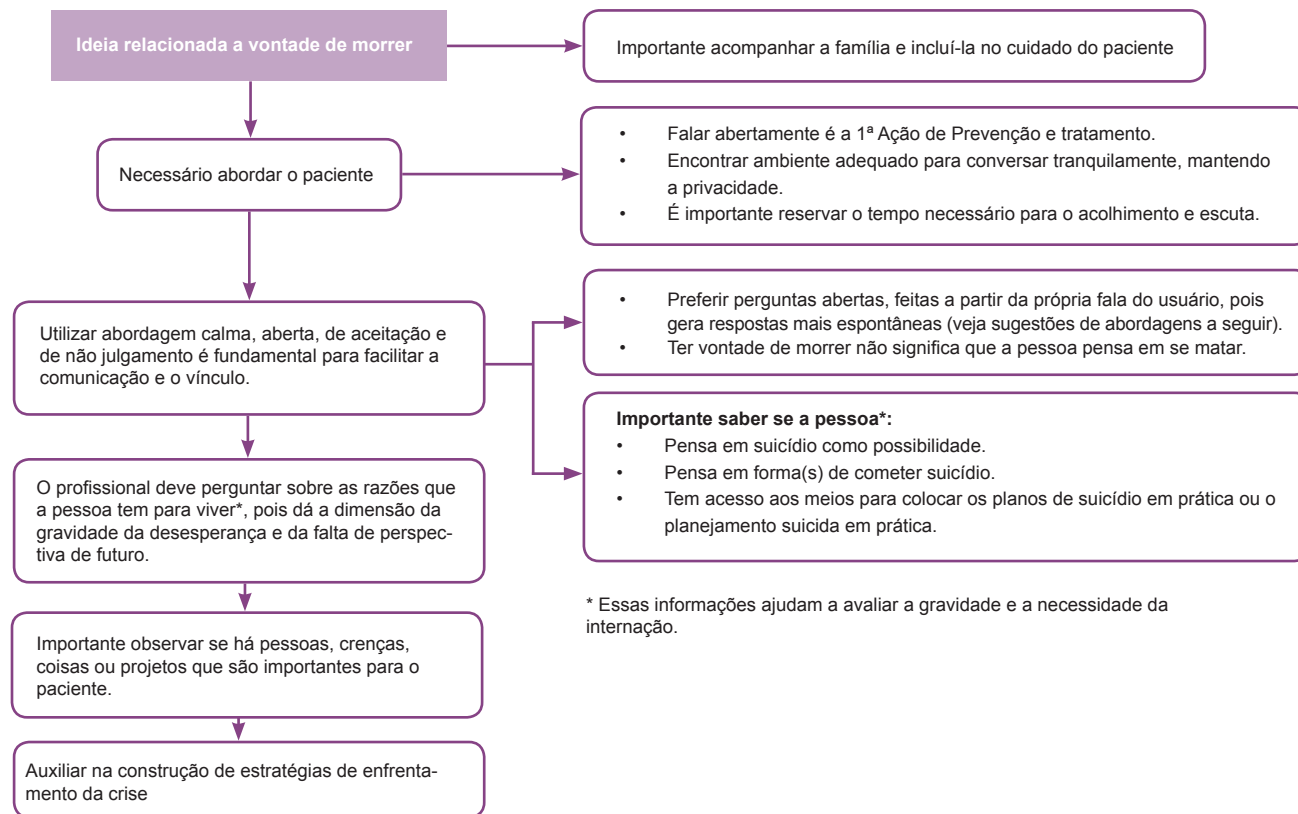 Ideia relacionada a vontade de morrer
Importante acompanhar a família e incluí-la no cuidado do paciente
Necessário abordar o paciente
• Falar abertamente é a 1ª Ação de Prevenção e tratamento.
• Encontrar ambiente adequado para conversar tranquilamente, mantendo
a privacidade.
• É importante reservar o tempo necessário para o acolhimento e escuta.
Utilizar abordagem calma, aberta, de aceitação e
de não julgamento é fundamental para facilitar a
comunicação e o vínculo.
• Preferir perguntas abertas, feitas a partir da própria fala do usuário, pois
gera respostas mais espontâneas (veja sugestões de abordagens a seguir).
• Ter vontade de morrer não significa que a pessoa pensa em se matar.
Importante saber se a pessoa*:
• Pensa em suicídio como possibilidade.
• Pensa em forma(s) de cometer suicídio.
• Tem acesso aos meios para colocar os planos de suicídio em prática ou o
planejamento suicida em prática.
O profissional deve perguntar sobre as razões que
a pessoa tem para viver*, pois dá a dimensão da
gravidade da desesperança e da falta de perspec-
tiva de futuro.
* Essas informações ajudam a avaliar a gravidade e a necessidade da
internação.
Importante observar se há pessoas, crenças,
coisas ou projetos que são importantes para o
paciente.
Auxiliar na construção de estratégias de enfrenta-
mento da crise